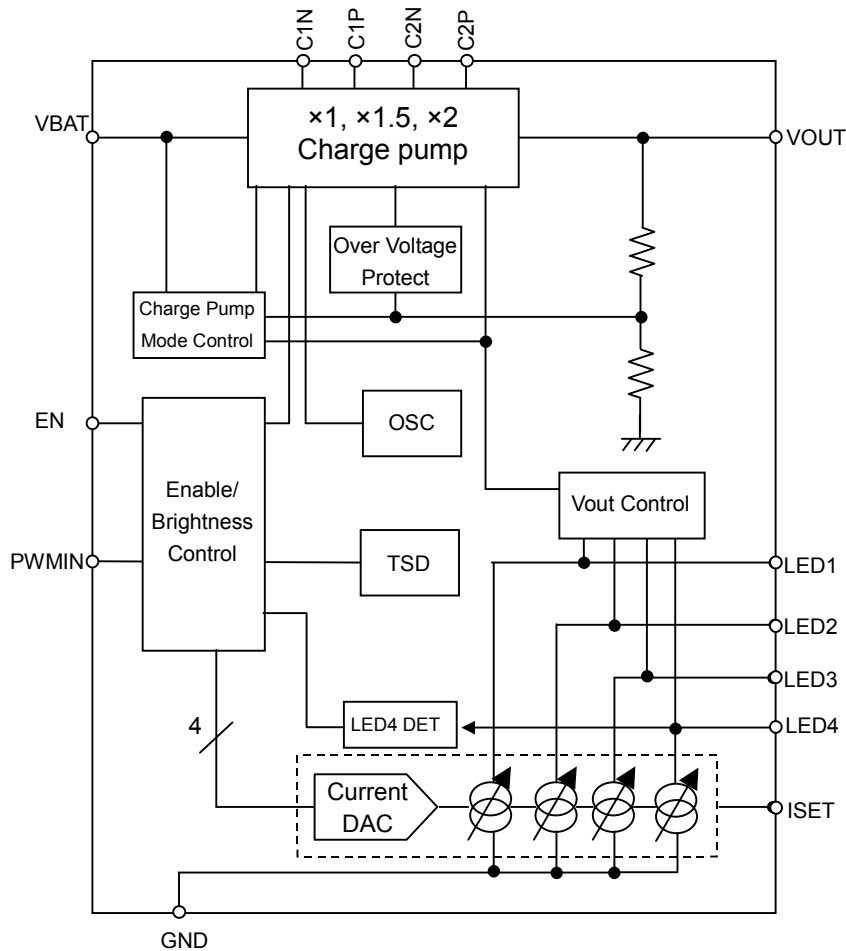 C1N
C1P
C2N
C2P
VBAT
×1, ×1.5, ×2
Charge pump
VOUT
Over Voltage
Protect
Charge Pump
Mode Control
EN
OSC
Enable/
Brightness
Control
Vout Control
PWMIN
TSD
LED1
LED2
LED3
4
LED4 DET
LED4
Current
DAC
ISET
GND